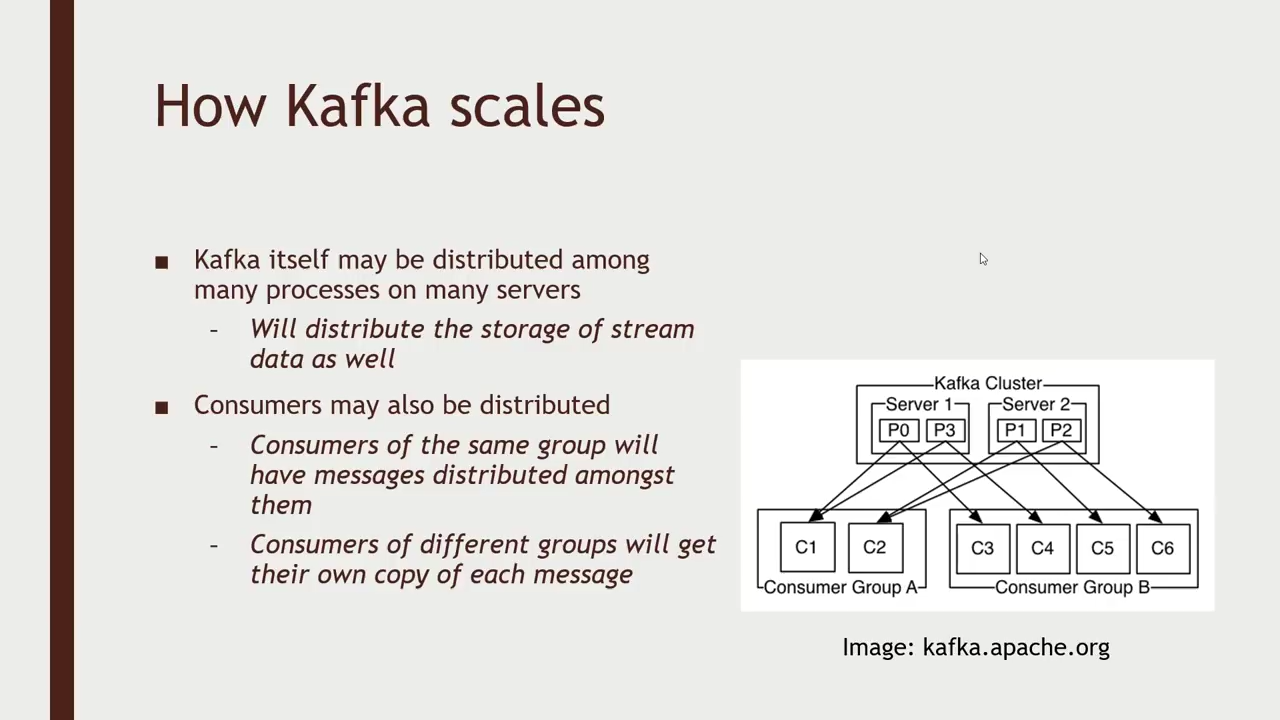 How Kafka scales
■ Kafka itself may be distributed among
many processes on many servers
- Will distribute the storage of stream
data as well
■ Consumers may also be distributed
- Consumers of the same group will
have messages distributed amongst
them
- Consumers of different groups will get
their own copy of each message
Kafka Cluster
Server 1 Server 2
P0 P3 P1 P2
C1 C2 C3 C4 C5 C6
Consumer Group A Consumer Group B
Image: kafka.apache.org